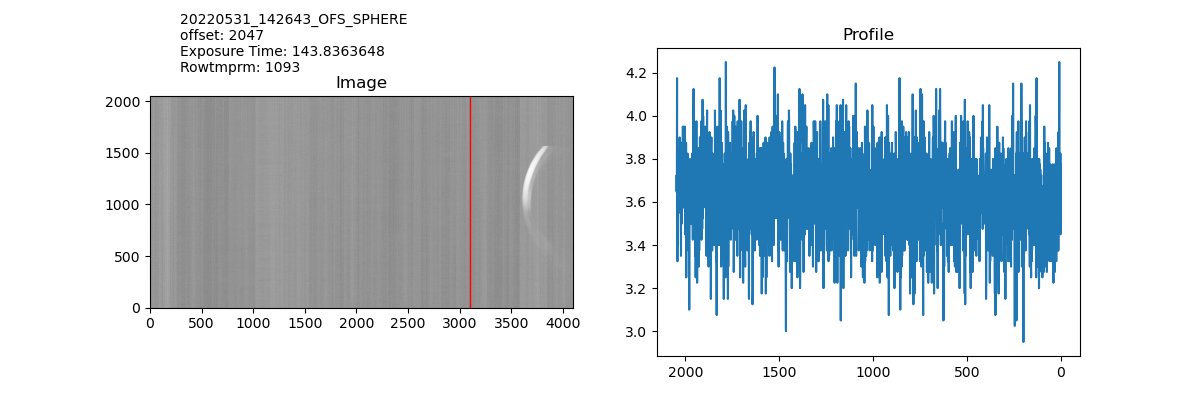 20220531_142643_OFS_SPHERE
offset: 2047
Exposure Time: 143.8363648
Rowtmprm: 1093
Image
2000
1500
1000
500
0
0 500 1000 1500 2000 2500 3000 3500 4000
Profile
4.2
4.0
3.8
3.6
3.4
3.2
3.0
2000 1500 1000 500 0